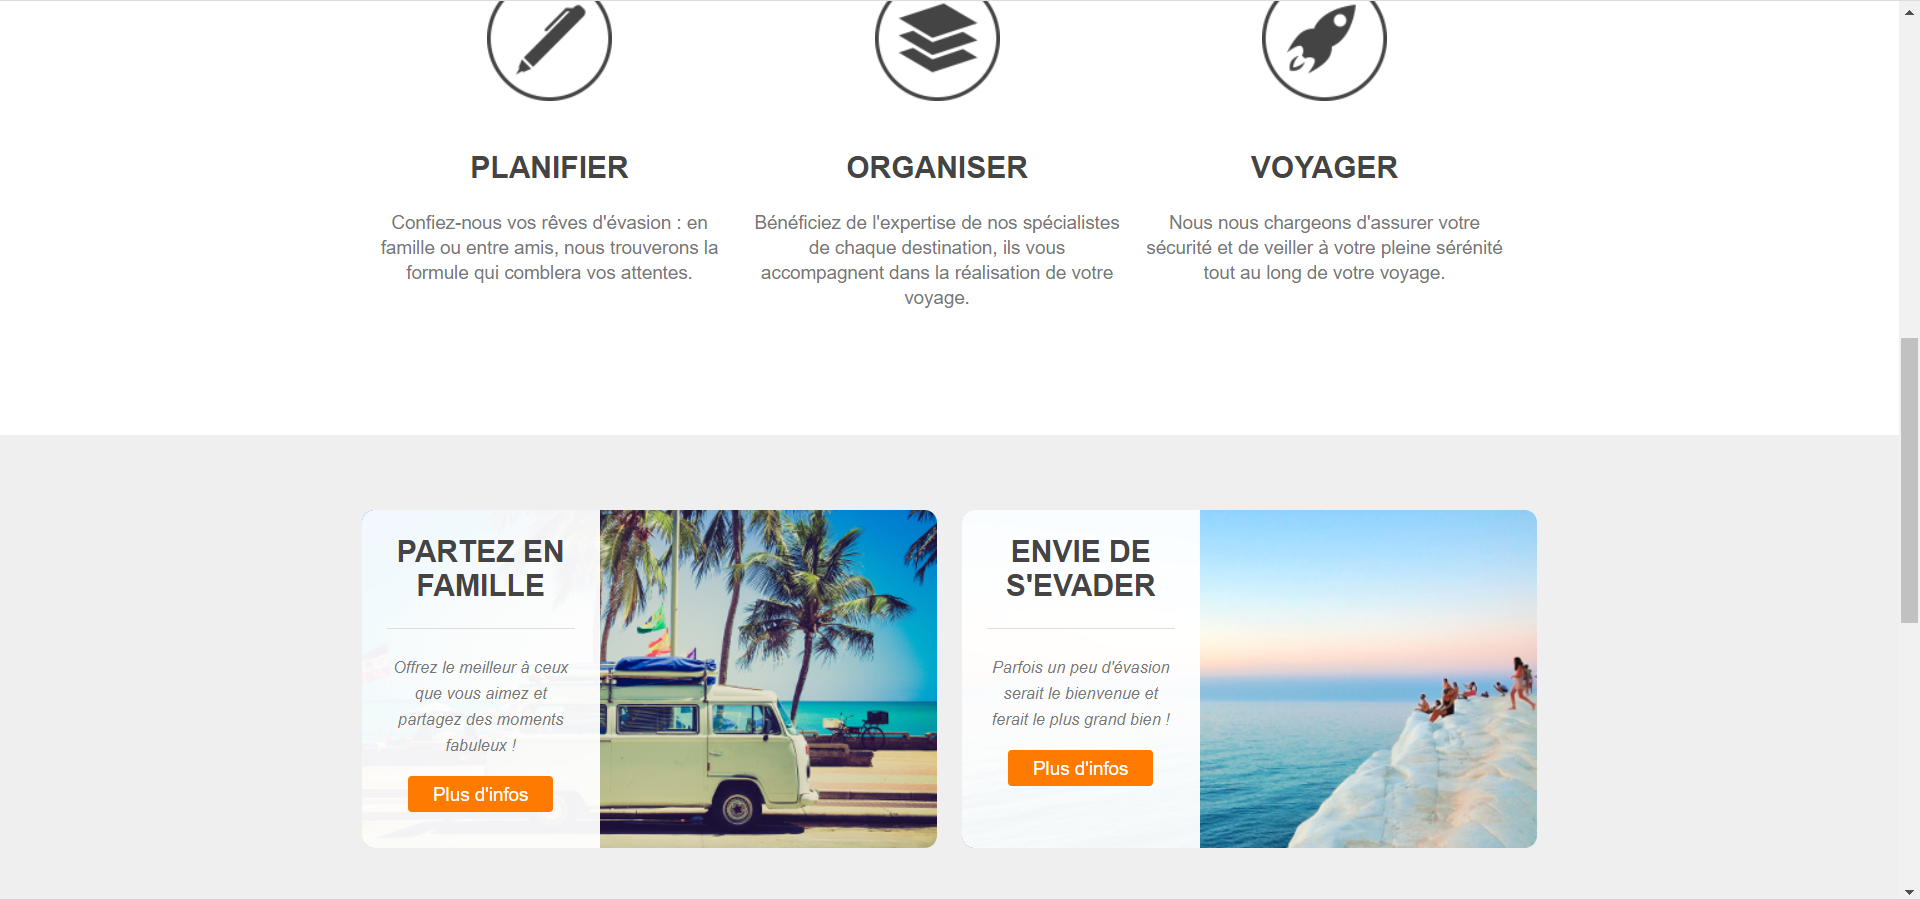 PLANIFIER
Confiez-nous vos rêves d'évasion : en
famille ou entre amis, nous trouverons la
formule qui comblera vos attentes.
ORGANISER
Bénéficiez de l'expertise de nos spécialistes
de chaque destination, ils vous
accompagnent dans la réalisation de votre
voyage.
VOYAGER
Nous nous chargeons d'assurer votre
sécurité et de veiller à votre pleine sérénité
tout au long de votre voyage.
PARTEZ EN
FAMILLE
Offrez le meilleur à ceux
que vous aimez et
partagez des moments
fabuleux !
Plus d'infos
ENVIE DE
S'EVADER
Parfois un peu d'évasion
serait le bienvenue et
ferait le plus grand bien !
Plus d'infos